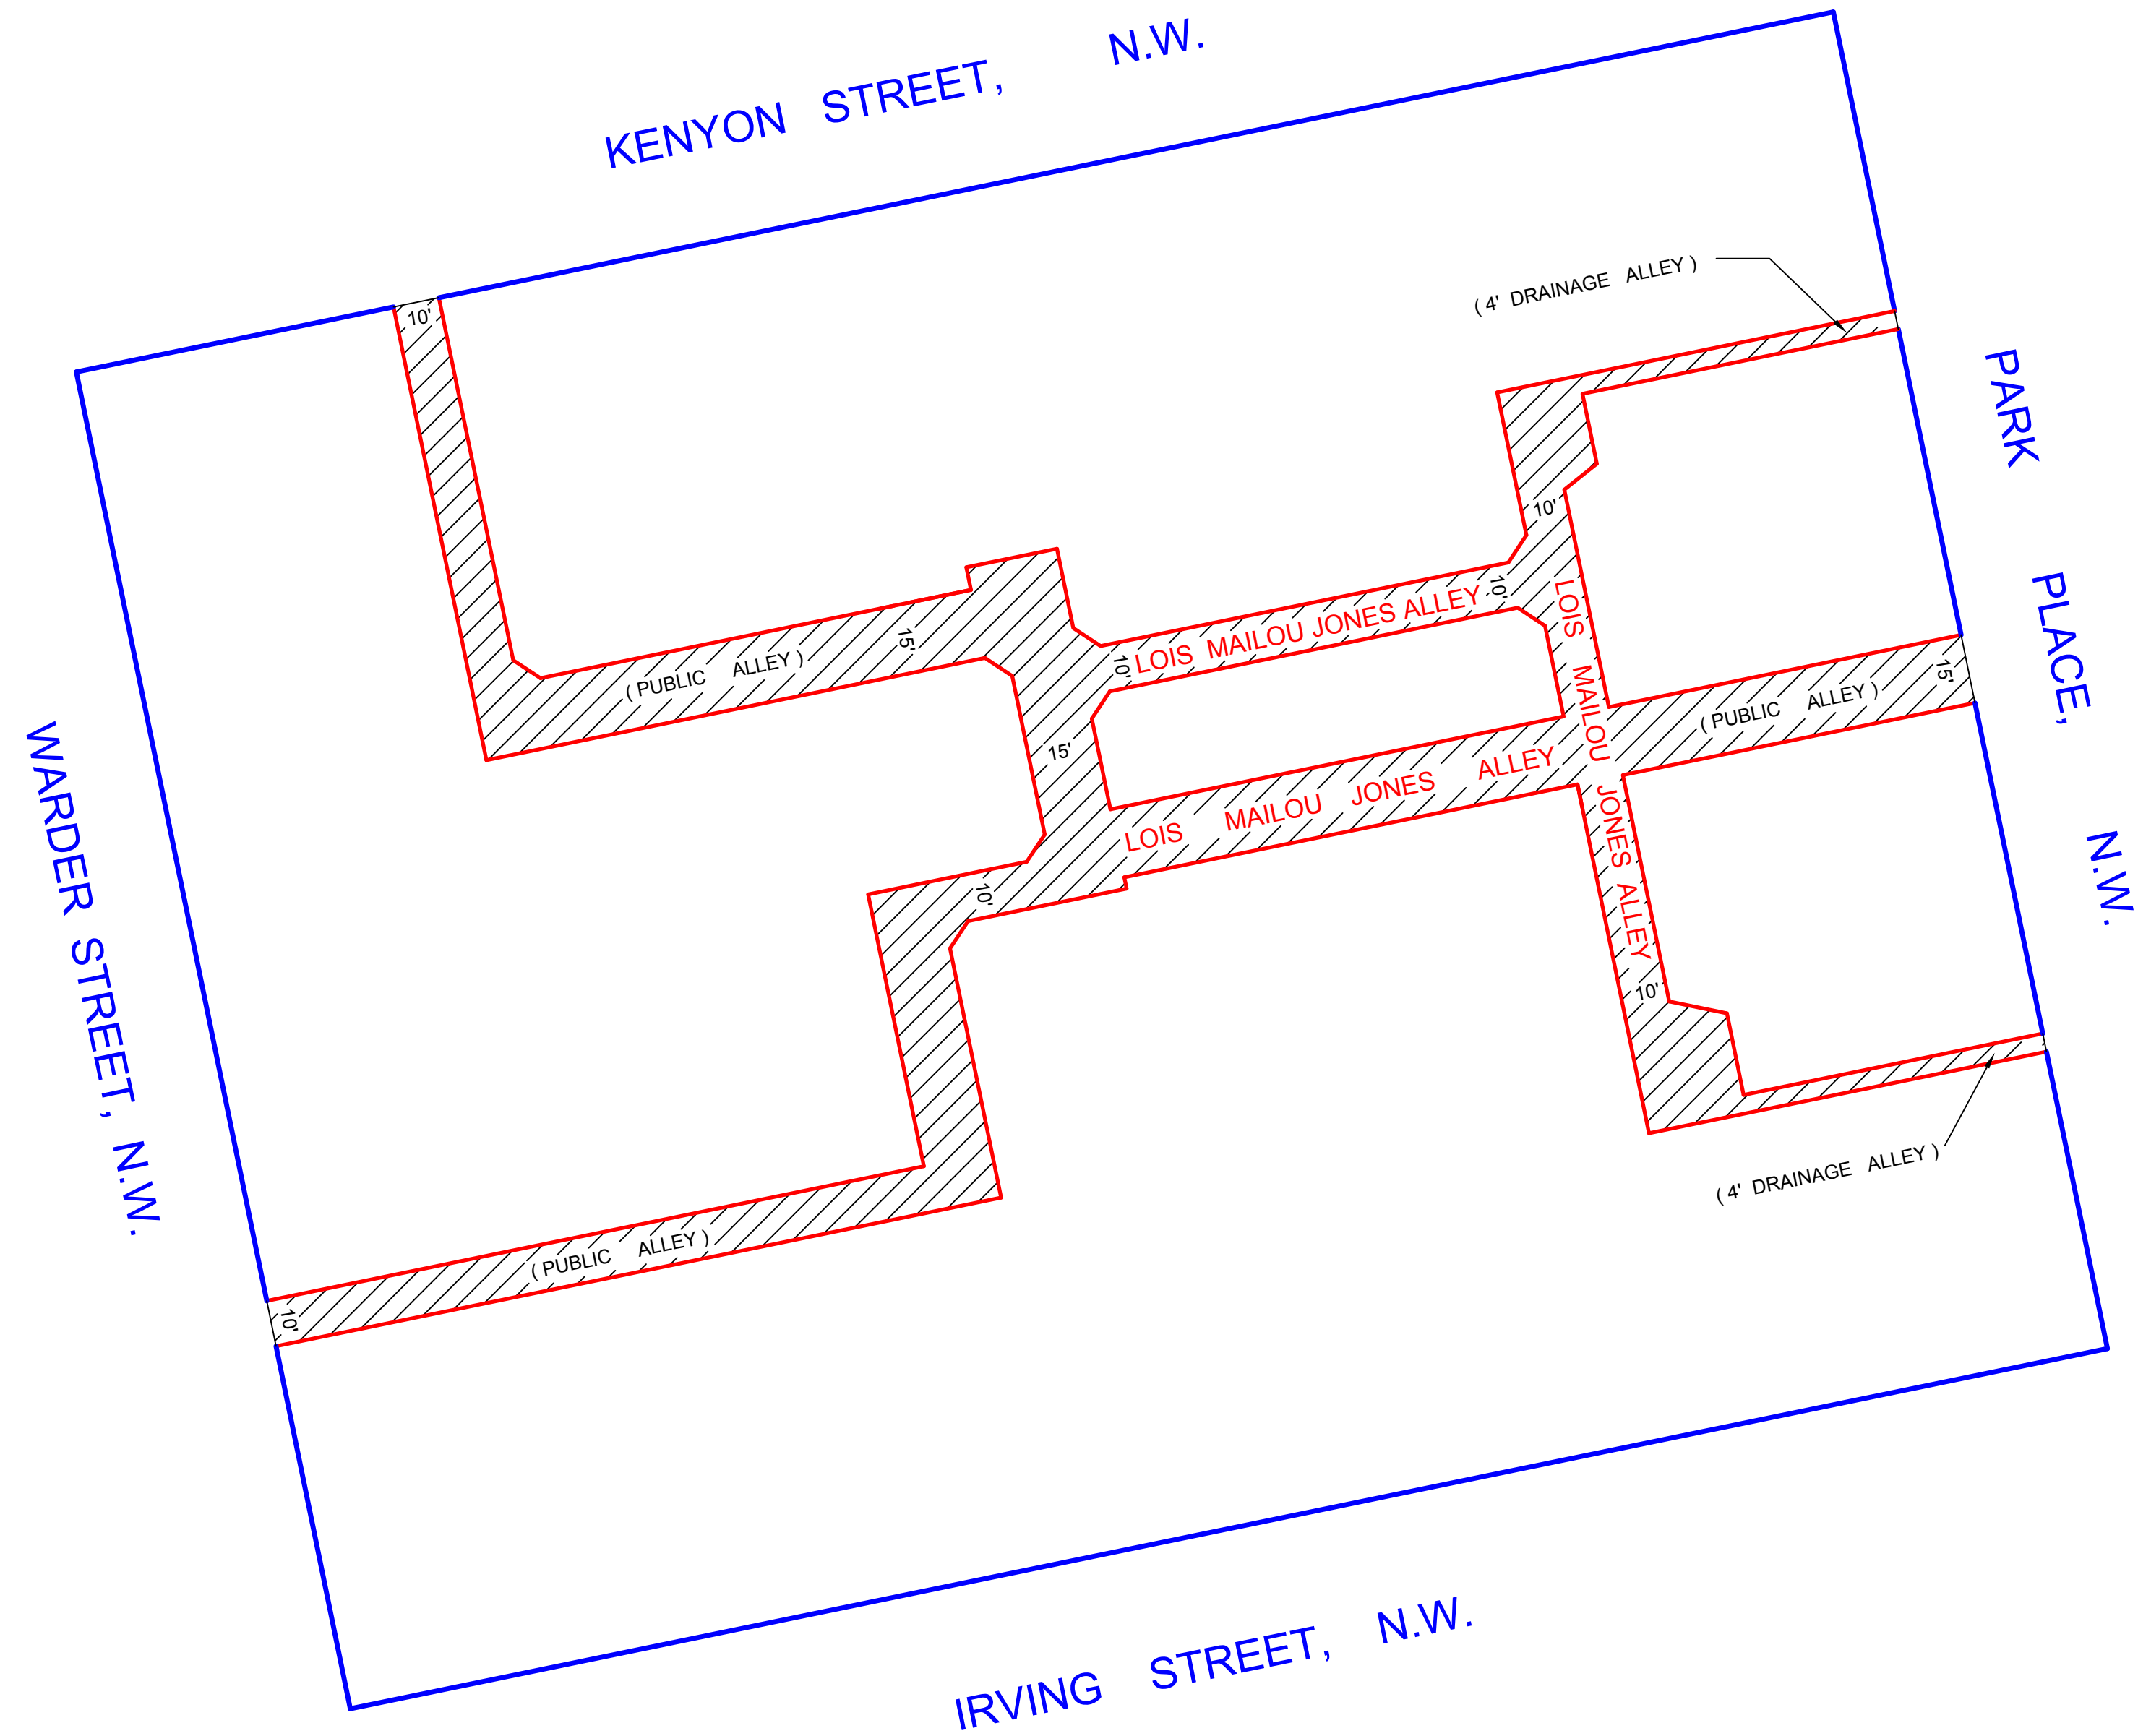 KENYON STREET, N.W.
10'
( 4' DRAINAGE ALLEY )
PARK PLACE, N.W.
10'
10'
LOIS MAILOU JONES ALLEY
10'
15'
( PUBLIC ALLEY )
LOIS MAILOU JONES ALLEY
15'
( PUBLIC ALLEY )
15'
LOIS MAILOU JONES ALLEY
10'
10'
WARDER STREET, N.W.
( 4' DRAINAGE ALLEY )
( PUBLIC ALLEY )
10'
IRVING STREET, N.W.